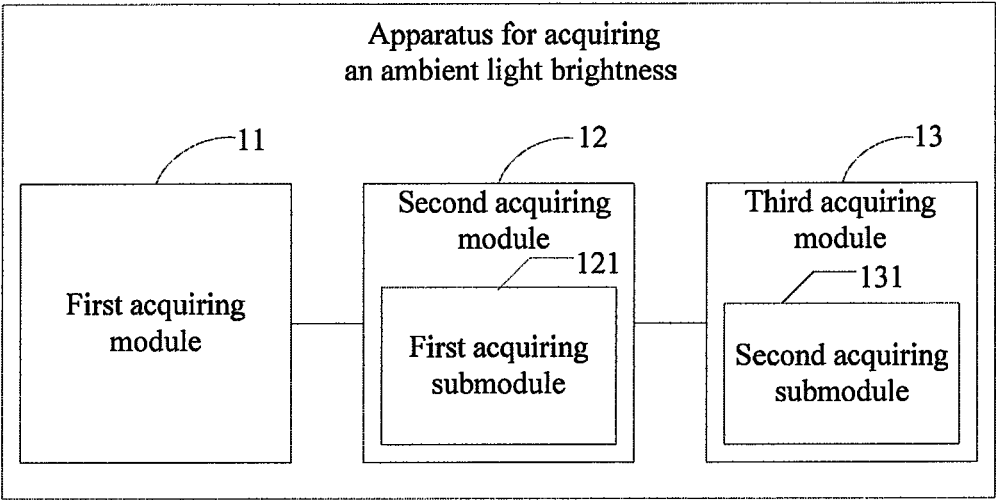 Apparatus for acquiring
an ambient light brightness
11
12
13
First acquiring
module
Second acquiring
module
121
First acquiring
submodule
Third acquiring
module
131
Second acquiring
submodule